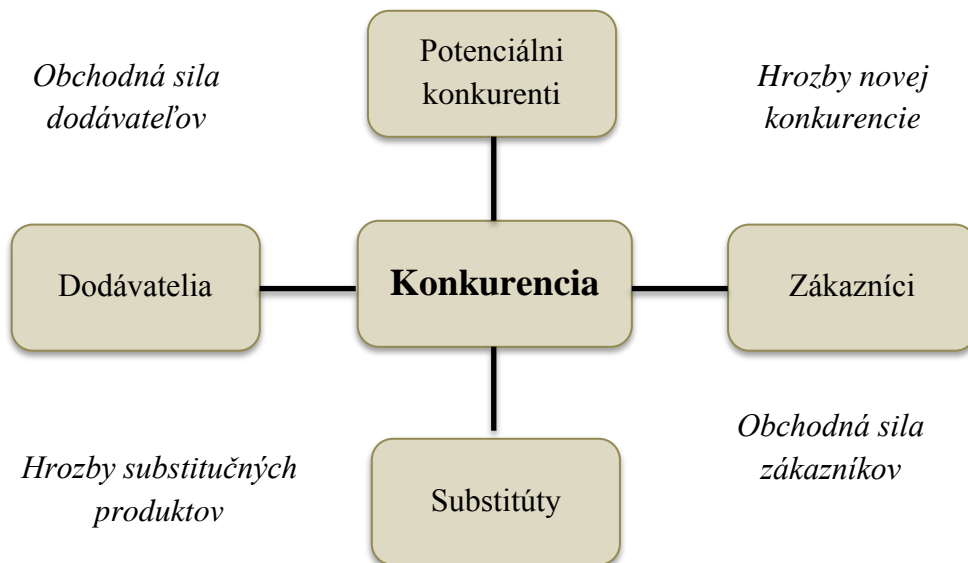 Potenciálni
konkurenti
Obchodná sila
dodávateľov
Hrozby novej
konkurencie
Dodávatelia
Konkurencia
Zákazníci
Hrozby substitučných
produktov
Substitúty
Obchodná sila
zákazníkov